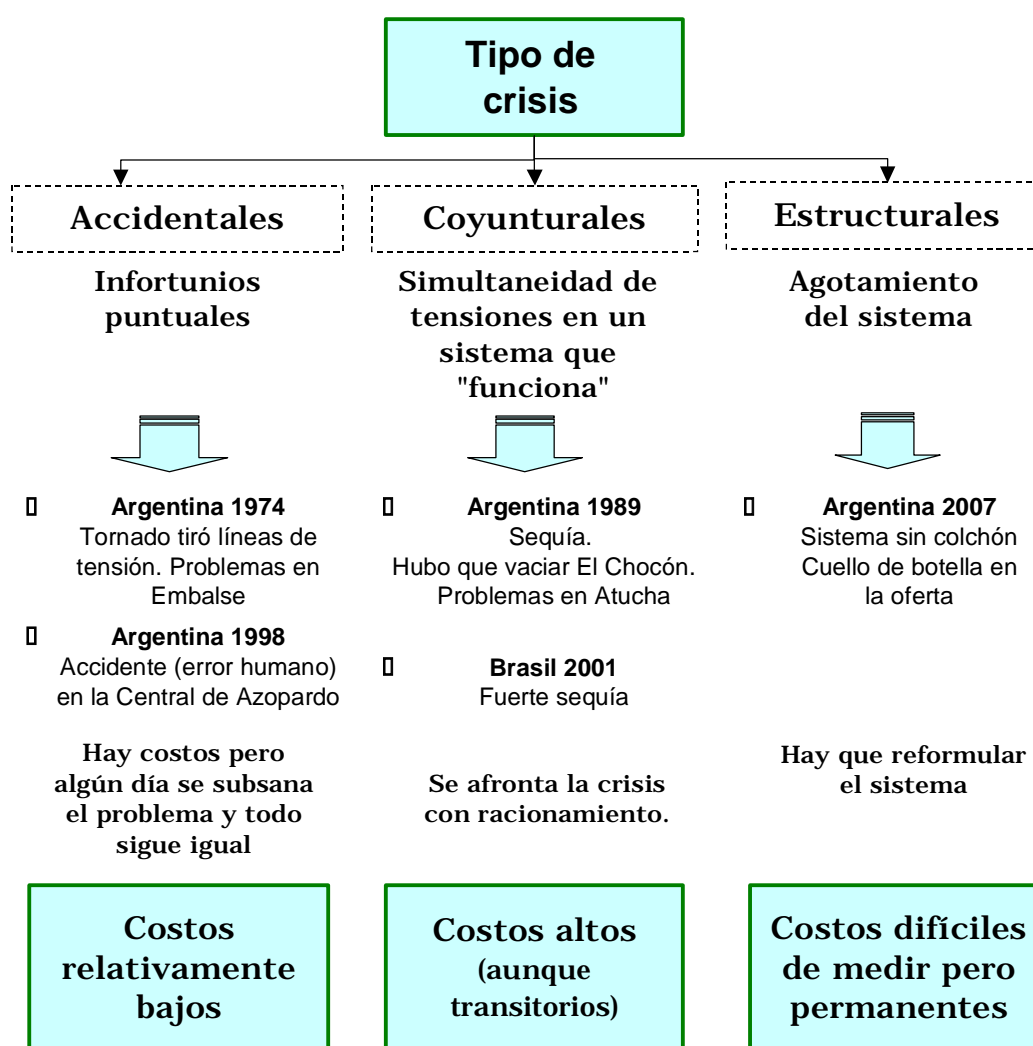 Tipo de
crisis
Accidentales
Infortunios
puntuales
Argentina 1974
Tornado tiró líneas de
tensión. Problemas en
Embalse
Argentina 1998
Accidente (error humano)
en la Central de Azopardo
Hay costos pero
algún día se subsana
el problema y todo
sigue igual
Costos
relativamente
bajos
Coyunturales
Simultaneidad de
tensiones en un
sistema que
"funciona"
Argentina 1989
Sequía.
Hubo que vaciar El Chocón.
Problemas en Atucha
Brasil 2001
Fuerte sequía
Se afronta la crisis
con racionamiento.
Costos altos
(aunque
transitorios)
Estructurales
Agotamiento
del sistema
Argentina 2007
Sistema sin colchón
Cuello de botella en
la oferta
Hay que reformular
el sistema
Costos difíciles
de medir pero
permanentes